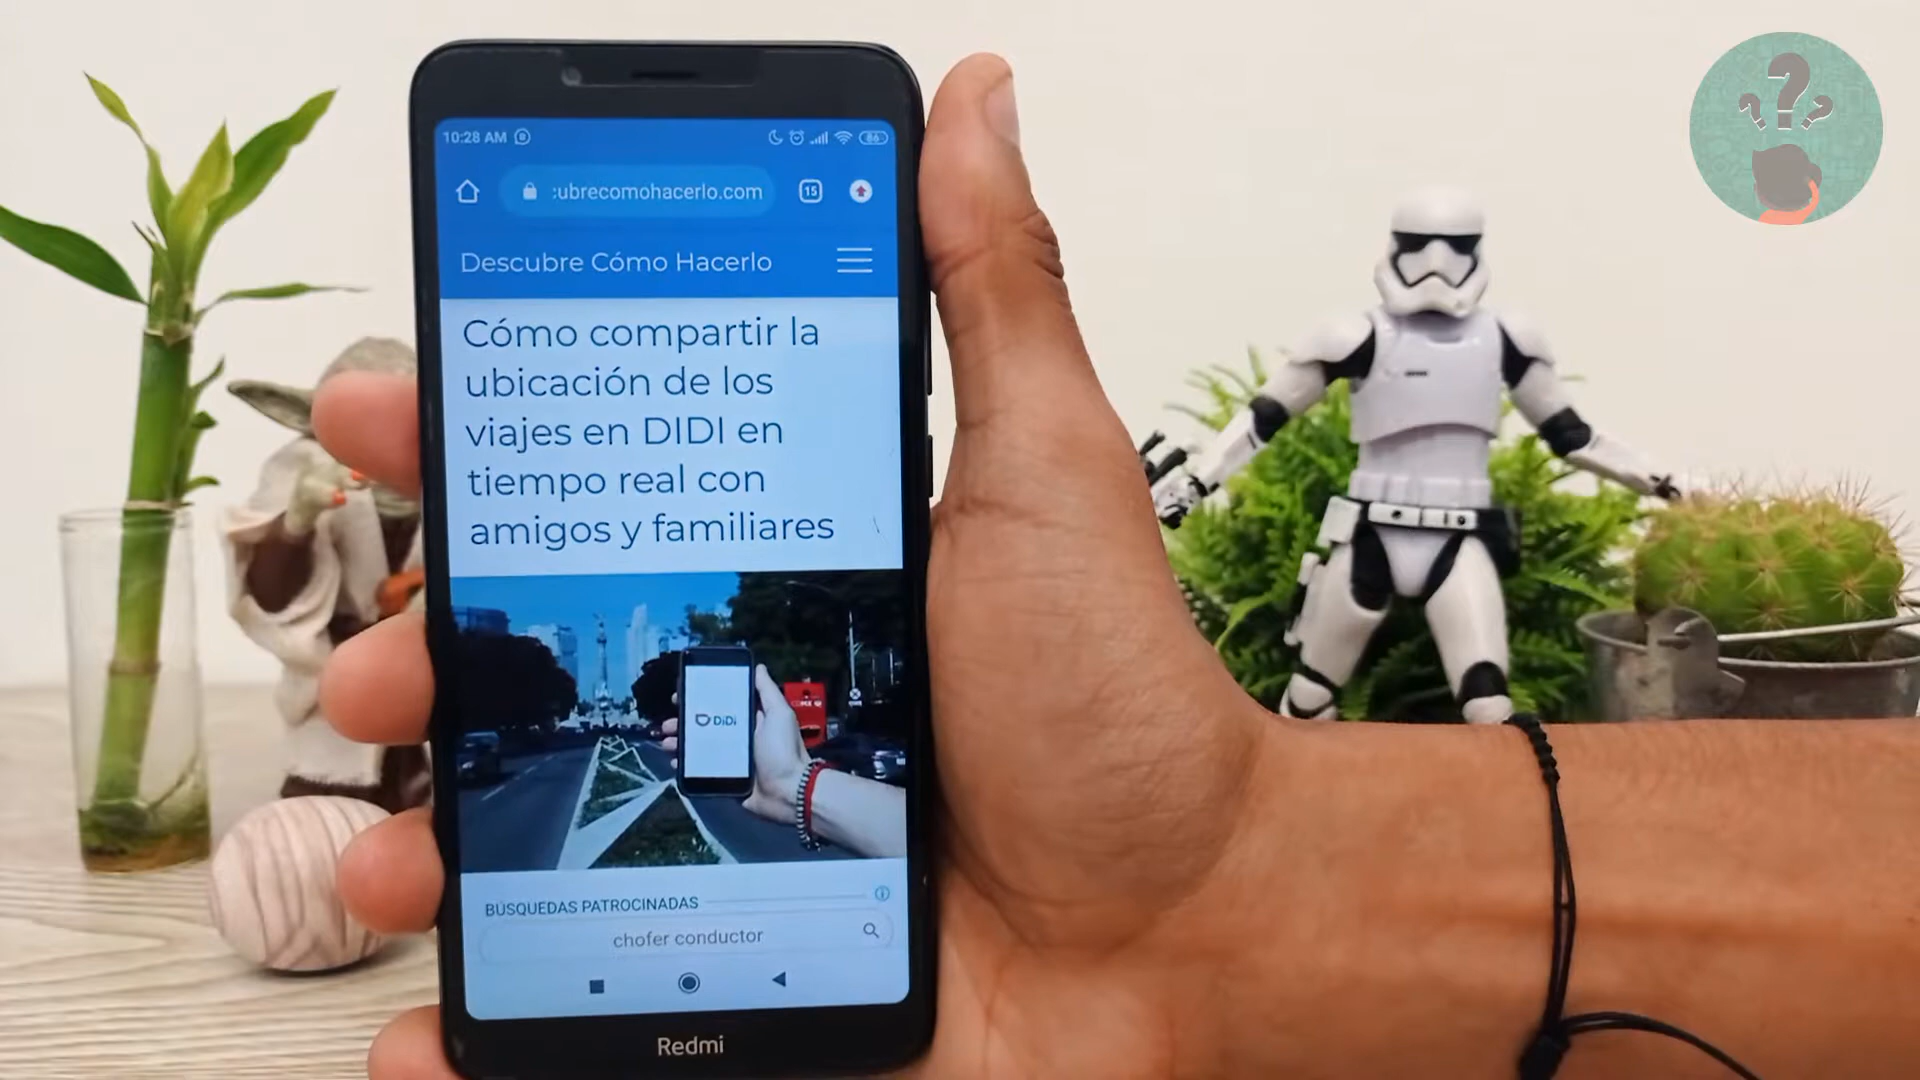 10:28 AM
86
:ubrecomohacerlo.com
15
Descubre Cómo Hacerlo
Cómo compartir la
ubicación de los
viajes en DIDI en
tiempo real con
amigos y familiares
DiDi
BÚSQUEDAS PATROCINADAS
chofer conductor
Redmi